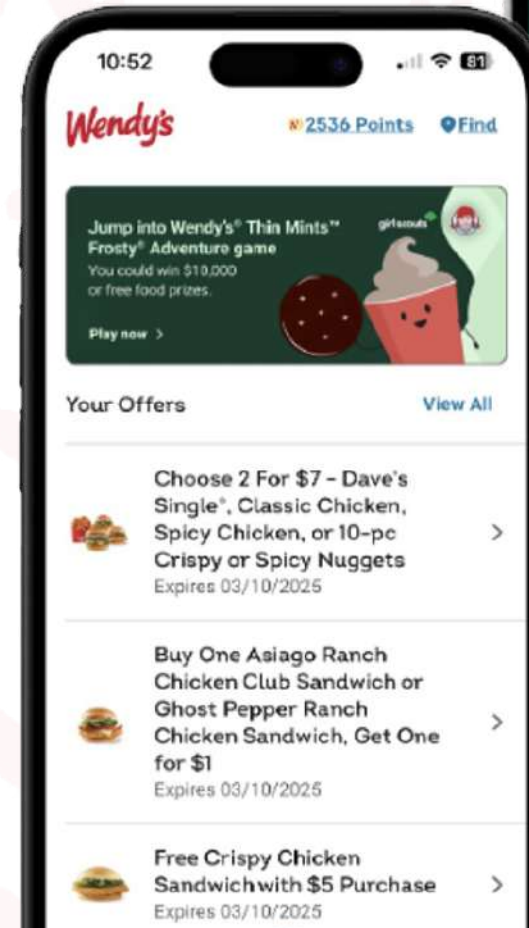 10:52
81
Wendy's
2536 Points
Find
Jump into Wendy's® Thin Mints™
Frosty® Adventure game
You could win $10,000
or free food prizes.
Play now >
girl scouts
Your Offers
View All
Choose 2 For $7 – Dave's
Single®, Classic Chicken,
Spicy Chicken, or 10-pc
Crispy or Spicy Nuggets
Expires 03/10/2025
Buy One Asiago Ranch
Chicken Club Sandwich or
Ghost Pepper Ranch
Chicken Sandwich, Get One
for $1
Expires 03/10/2025
Free Crispy Chicken
Sandwich with $5 Purchase
Expires 03/10/2025